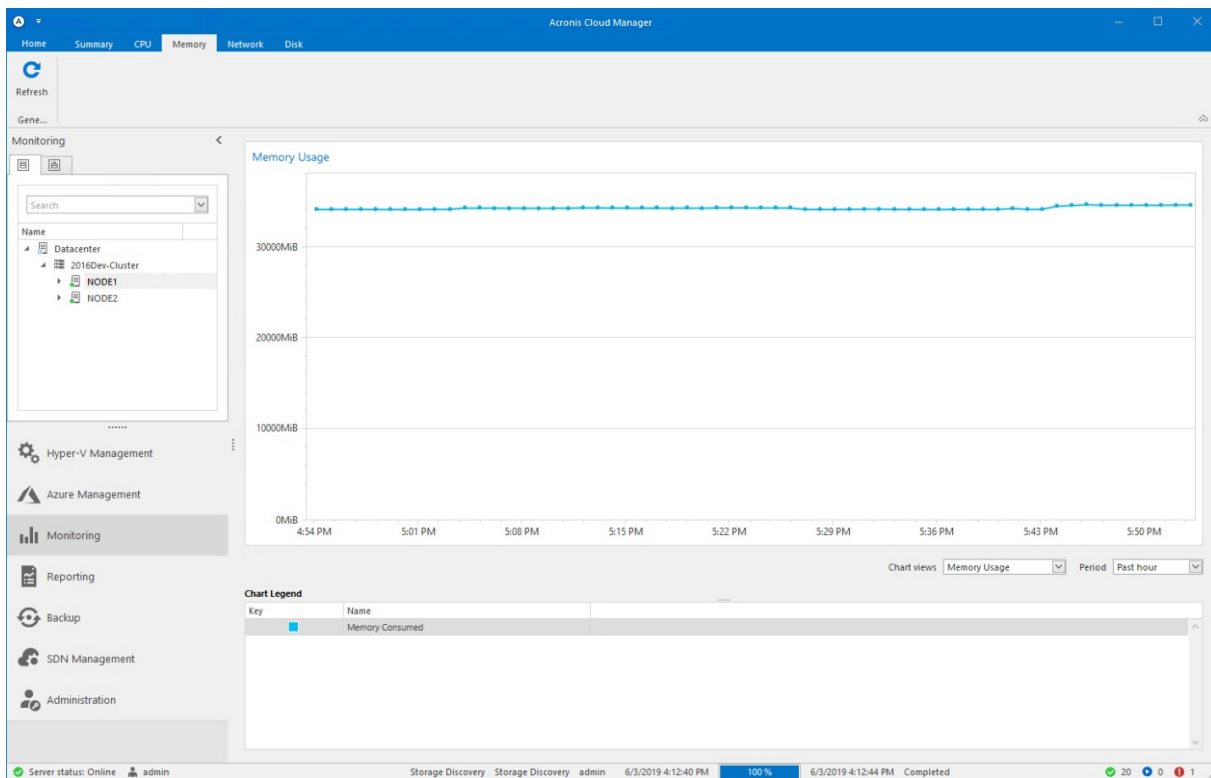 Acronis Cloud Manager
Home Summary CPU Memory Network Disk
Refresh
Gene...
Monitoring
Search
Name
Datacenter
2016Dev-Cluster
NODE1
NODE2
Hyper-V Management
Azure Management
Monitoring
Reporting
Backup
SDN Management
Administration
Memory Usage
30000MiB
20000MiB
10000MiB
0MiB
4:54 PM 5:01 PM 5:08 PM 5:15 PM 5:22 PM 5:29 PM 5:36 PM 5:43 PM 5:50 PM
Chart views Memory Usage Period Past hour
Chart Legend
Key Name
Memory Consumed
Server status: Online admin Storage Discovery Storage Discovery admin 6/3/2019 4:12:40 PM 100 % 6/3/2019 4:12:44 PM Completed 20 0 1